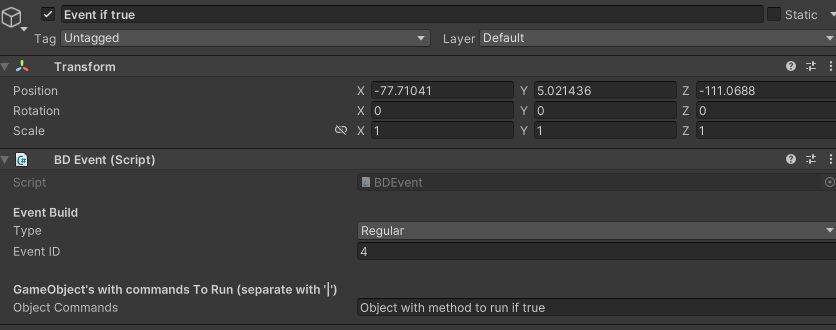 Event if true Static
Tag Untagged Layer Default
Transform
Position X -77.71041 Y 5.021436 Z -111.0688
Rotation X 0 Y 0 Z 0
Scale X 1 Y 1 Z 1
BD Event (Script)
Script BDEvent
Event Build
Type Regular
Event ID 4
GameObject's with commands To Run (separate with '|')
Object Commands Object with method to run if true